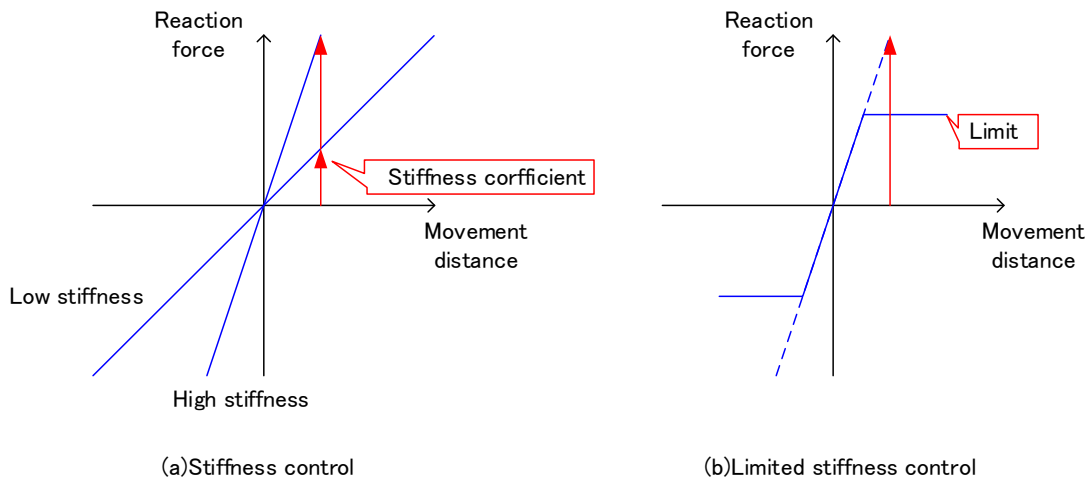 Reaction
force
Stiffness corfficient
Movement
distance
Low stiffness
High stiffness
(a)Stiffness control
Reaction
force
Limit
Movement
distance
(b)Limited stiffness control